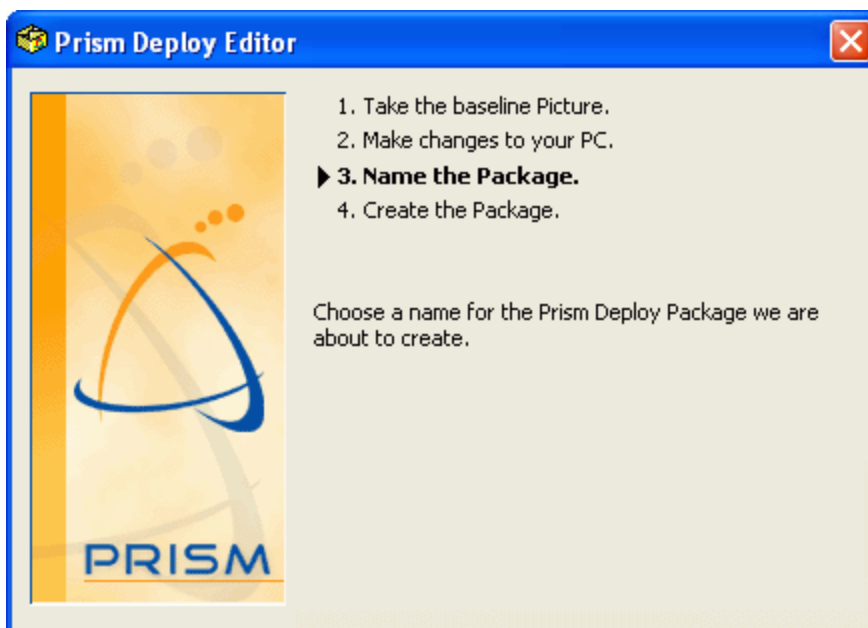 Prism Deploy Editor
1. Take the baseline Picture.
2. Make changes to your PC.
3. Name the Package.
4. Create the Package.
Choose a name for the Prism Deploy Package we are
about to create.
PRISM